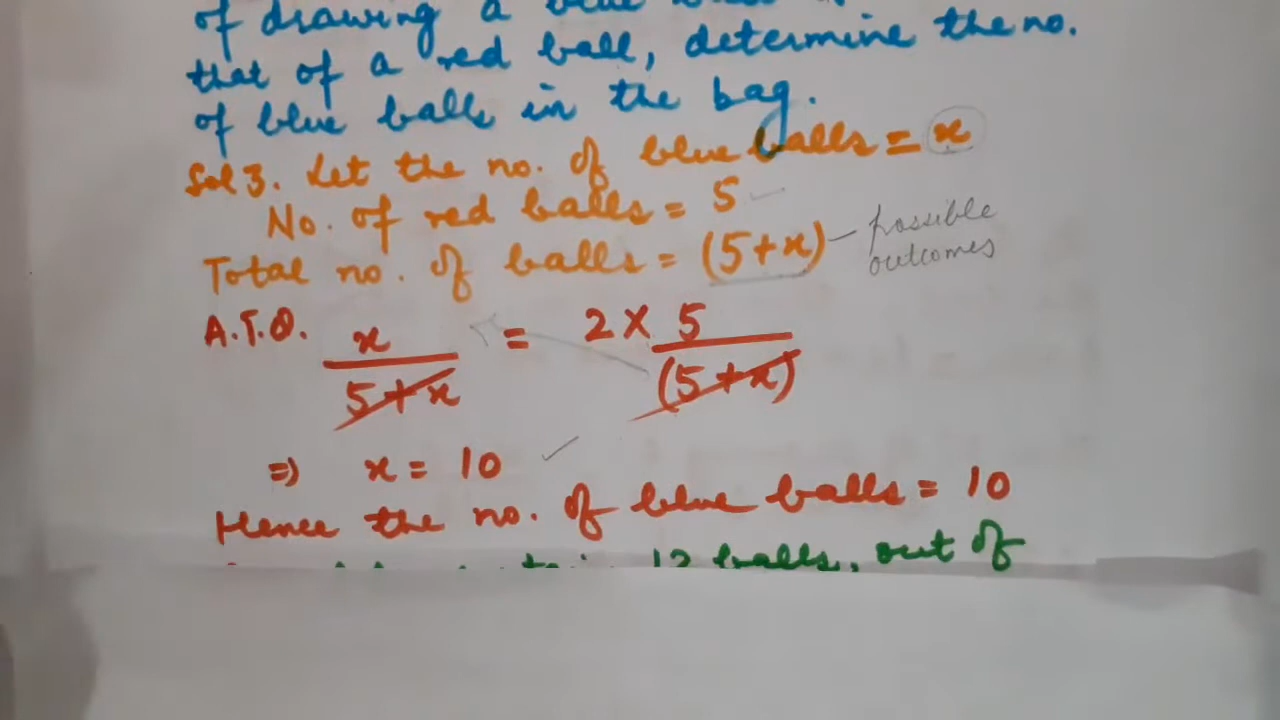 of drawing a blue
that of a red ball, determine the no.
of blue balls in the bag.
Sol 3. Let the no. of blue balls = x
No. of red balls = 5
Total no. of balls = (5+x) – possible outcomes
A.T.Q. x/5+x = 2 X 5/(5+x)
=> x = 10 ✓
Hence the no. of blue balls = 10
12 balls, out of